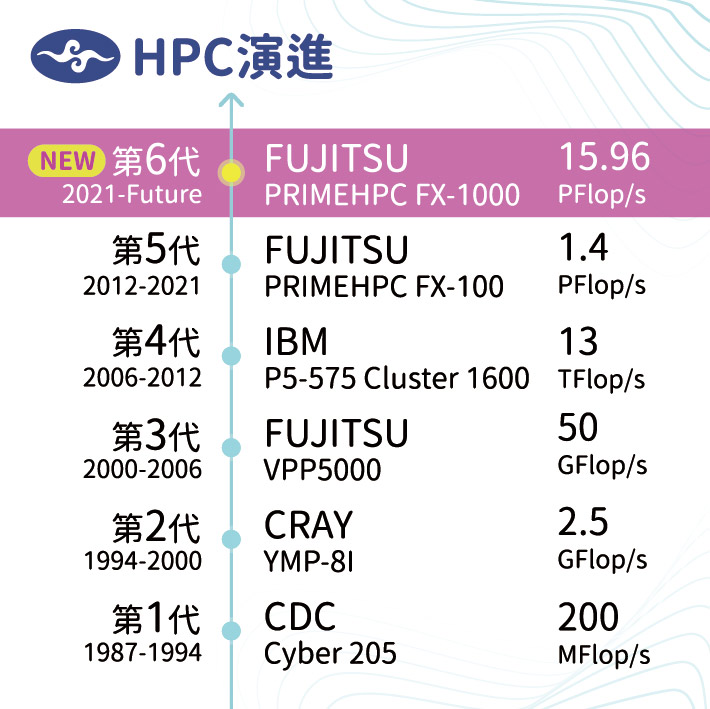 HPC演進
NEW 第6代 FUJITSU 15.96
2021-Future PRIMEHPC FX-1000 PFlop/s
第5代 FUJITSU 1.4
2012-2021 PRIMEHPC FX-100 PFlop/s
第4代 IBM 13
2006-2012 P5-575 Cluster 1600 TFlop/s
第3代 FUJITSU 50
2000-2006 VPP5000 GFlop/s
第2代 CRAY 2.5
1994-2000 YMP-8I GFlop/s
第1代 CDC 200
1987-1994 Cyber 205 MFlop/s